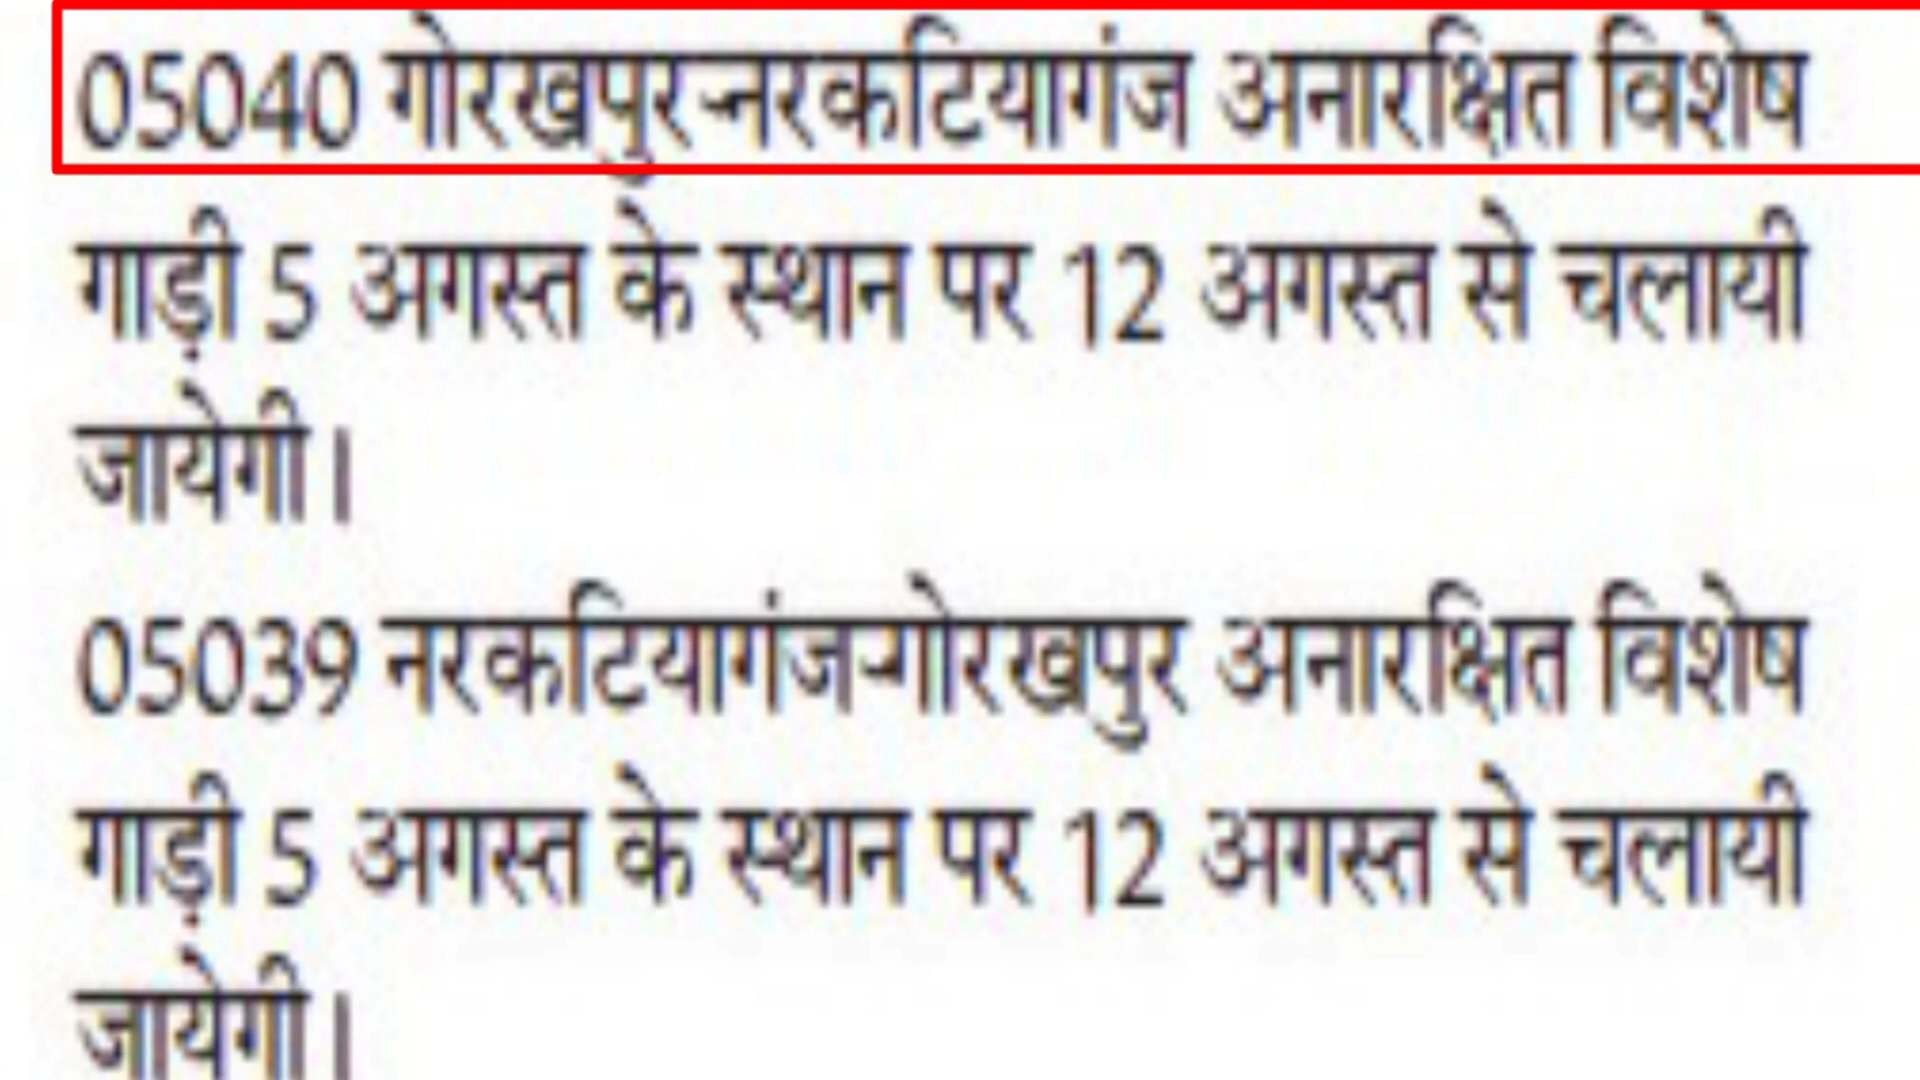 05040 गोरखपुर-नरकटियागंज अनारक्षित विशेष
गाड़ी 5 अगस्त के स्थान पर 12 अगस्त से चलायी
जायेगी।
05039 नरकटियागंज-गोरखपुर अनारक्षित विशेष
गाड़ी 5 अगस्त के स्थान पर 12 अगस्त से चलायी
जायेगी।